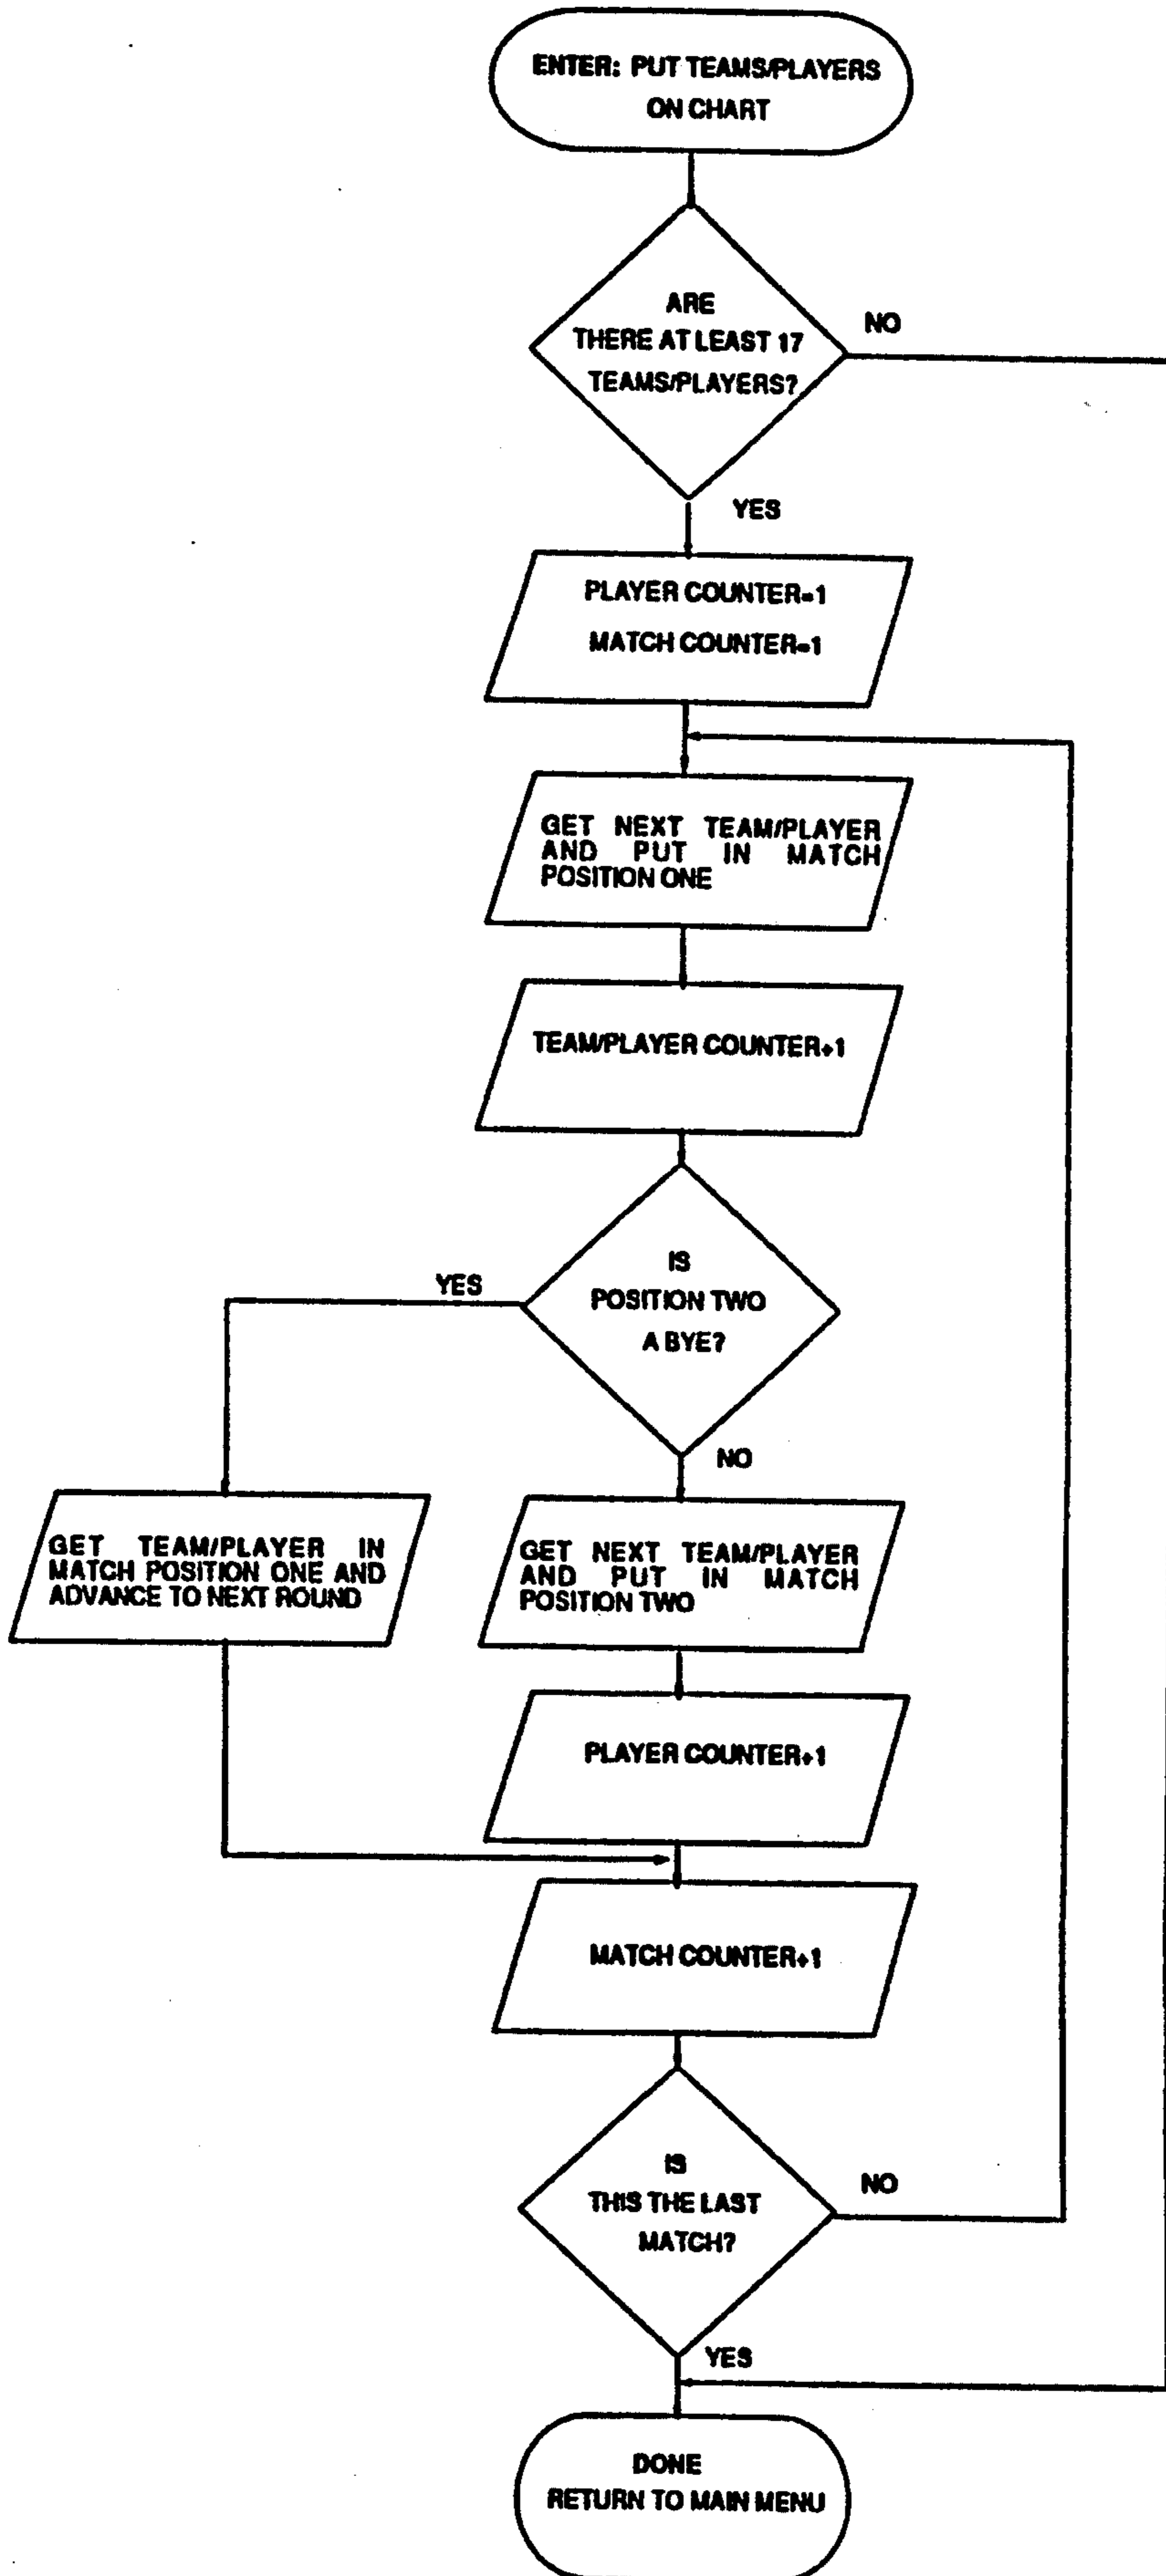 ENTER: PUT TEAMS/PLAYERS
ON CHART
ARE
THERE AT LEAST 17
TEAMS/PLAYERS?
NO
YES
PLAYER COUNTER=1
MATCH COUNTER=1
GET NEXT TEAM/PLAYER
AND PUT IN MATCH
POSITION ONE
TEAM/PLAYER COUNTER+1
IS
POSITION TWO
A BYE?
YES
NO
GET TEAM/PLAYER IN
MATCH POSITION ONE AND
ADVANCE TO NEXT ROUND
GET NEXT TEAM/PLAYER
AND PUT IN MATCH
POSITION TWO
PLAYER COUNTER+1
MATCH COUNTER+1
IS
THIS THE LAST
MATCH?
NO
YES
DONE
RETURN TO MAIN MENU